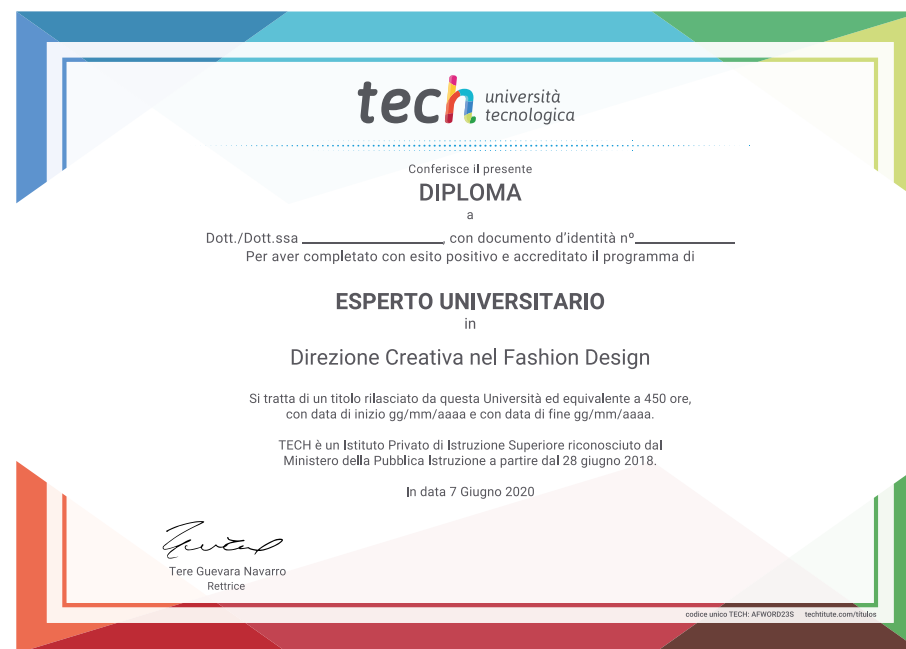 tech università
tecnologica
Conferisce il presente
DIPLOMA
a
Dott./Dott.ssa ____________________, con documento d'identità nº______________
Per aver completato con esito positivo e accreditato il programma di
ESPERTO UNIVERSITARIO
in
Direzione Creativa nel Fashion Design
Si tratta di un titolo rilasciato da questa Università ed equivalente a 450 ore,
con data di inizio gg/mm/aaaa e con data di fine gg/mm/aaaa.
TECH è un Istituto Privato di Istruzione Superiore riconosciuto dal
Ministero della Pubblica Istruzione a partire dal 28 giugno 2018.
In data 7 Giugno 2020
Tere Guevara Navarro
Rettrice
codice unico TECH: AFWORD23S techtitute.com/titulos